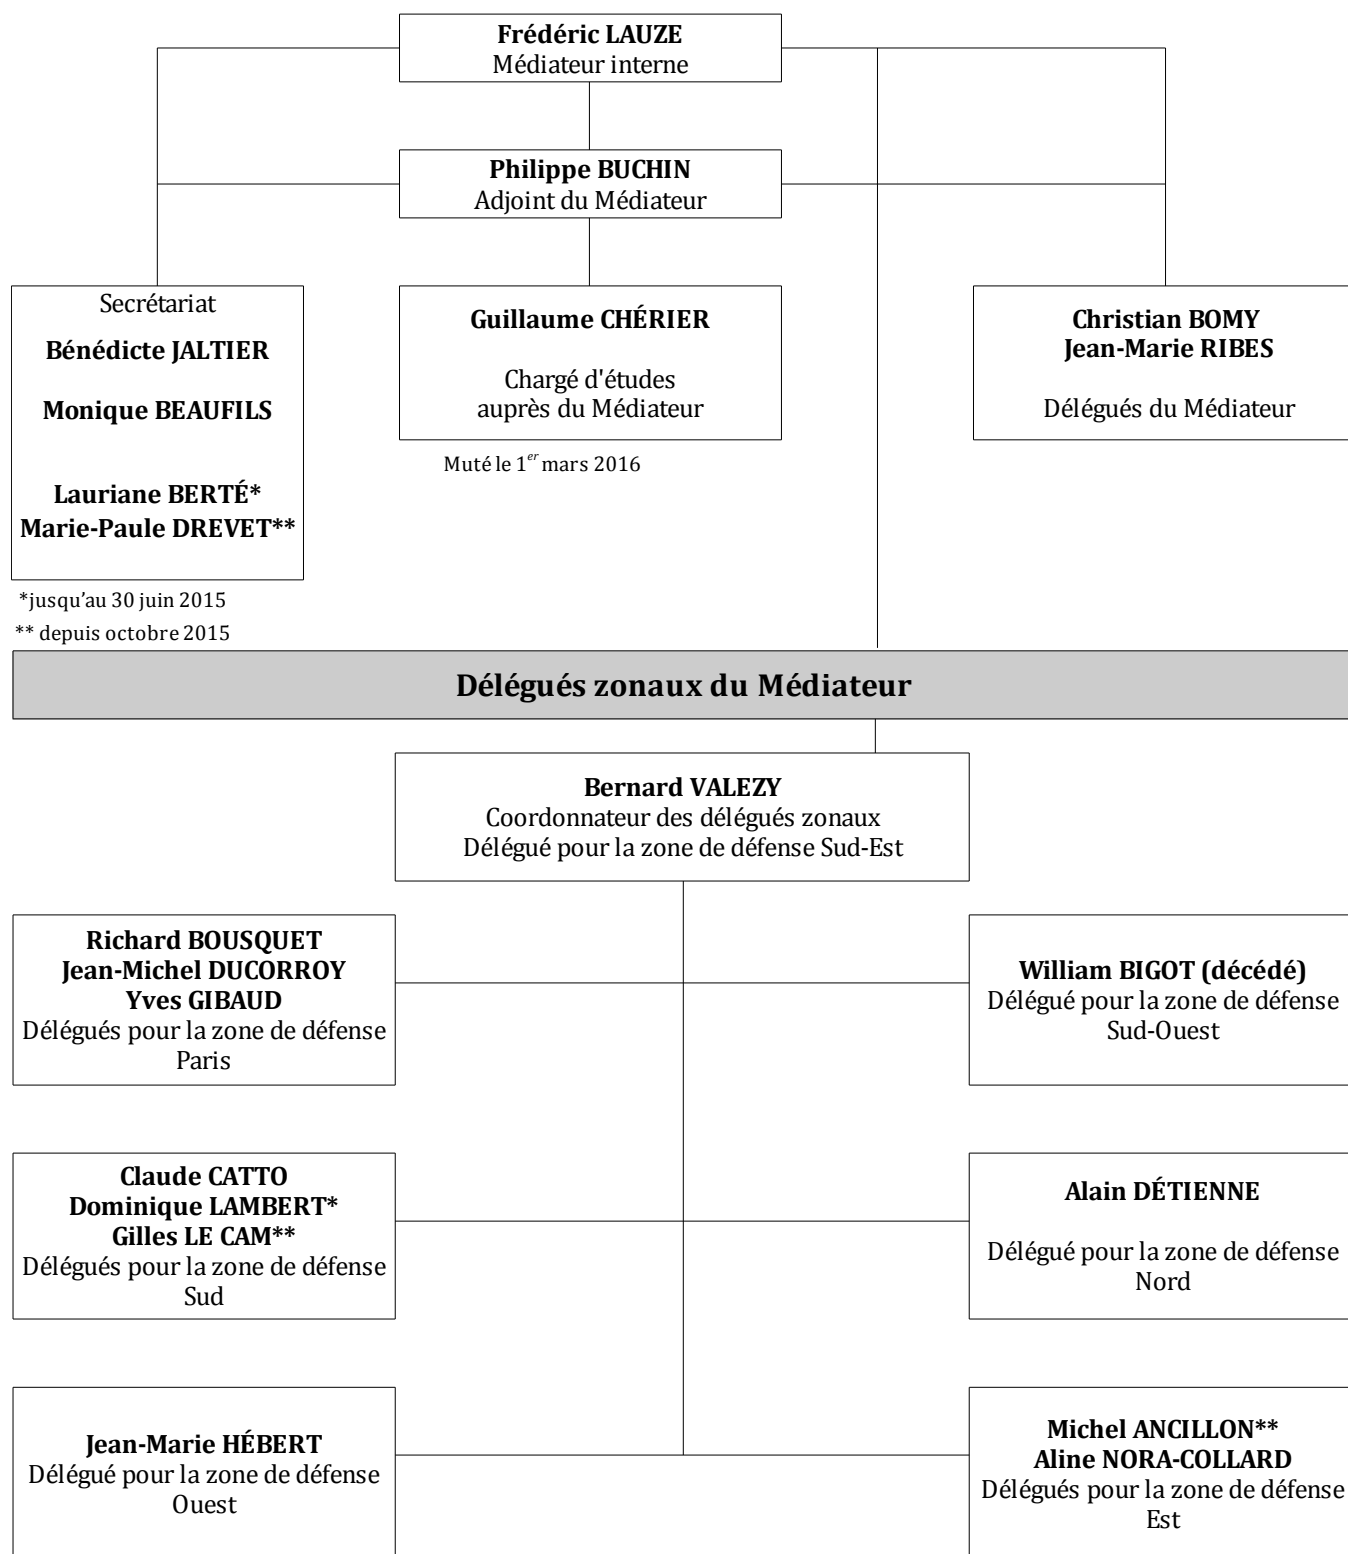 Frédéric LAUZE
Médiateur interne
Philippe BUCHIN
Adjoint du Médiateur
Secrétariat
Bénédicte JALTIER
Monique BEAUFILS
Lauriane BERTÉ*
Marie-Paule DREVET**
*jusqu'au 30 juin 2015
** depuis octobre 2015
Guillaume CHÉRIER
Chargé d'études
auprès du Médiateur
Muté le 1er mars 2016
Christian BOMY
Jean-Marie RIBES
Délégués du Médiateur
Délégués zonaux du Médiateur
Bernard VALEZY
Coordonnateur des délégués zonaux
Délégué pour la zone de défense Sud-Est
Richard BOUSQUET
Jean-Michel DUCORROY
Yves GIBAUD
Délégués pour la zone de défense
Paris
William BIGOT (décédé)
Délégué pour la zone de défense
Sud-Ouest
Claude CATTO
Dominique LAMBERT*
Gilles LE CAM**
Délégués pour la zone de défense
Sud
Alain DÉTIENNE
Délégué pour la zone de défense
Nord
Jean-Marie HÉBERT
Délégué pour la zone de défense
Ouest
Michel ANCILLON**
Aline NORA-COLLARD
Délégués pour la zone de défense
Est